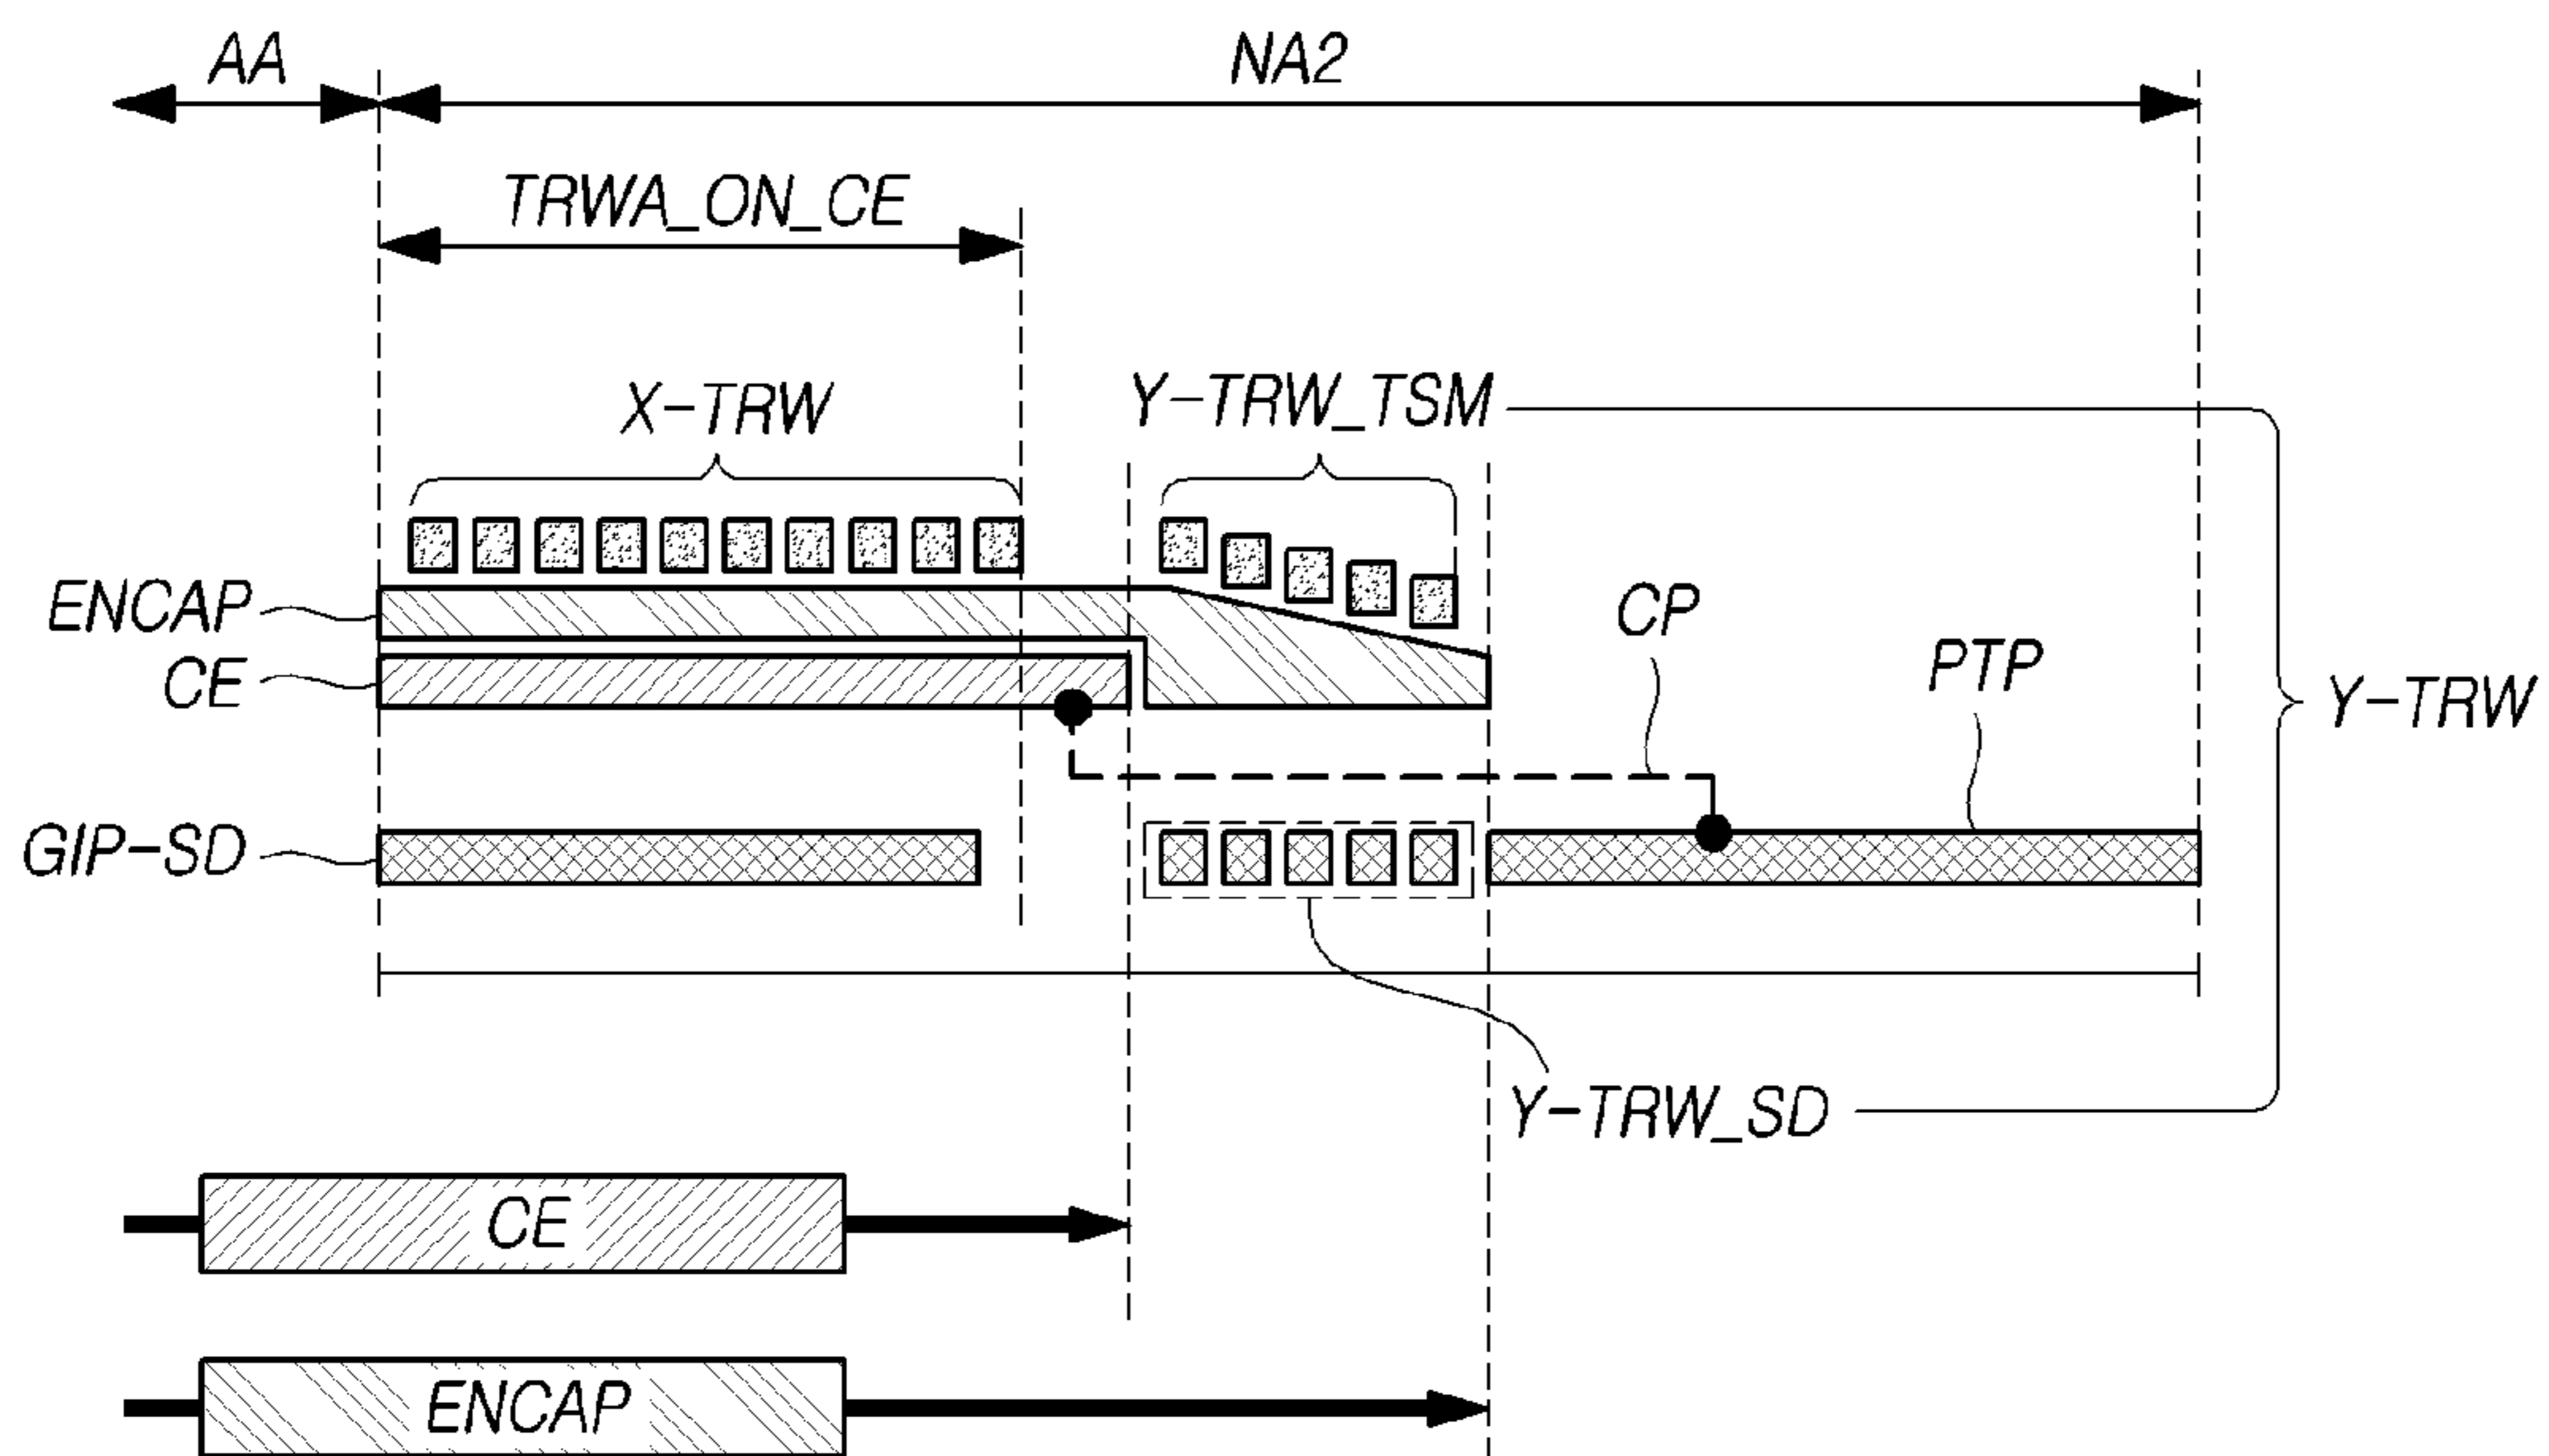 AA
NA2
TRWA_ON_CE
X-TRW
Y-TRW_TSM
ENCAP
CP
CE
PTP
Y-TRW
GIP-SD
Y-TRW_SD
CE
ENCAP